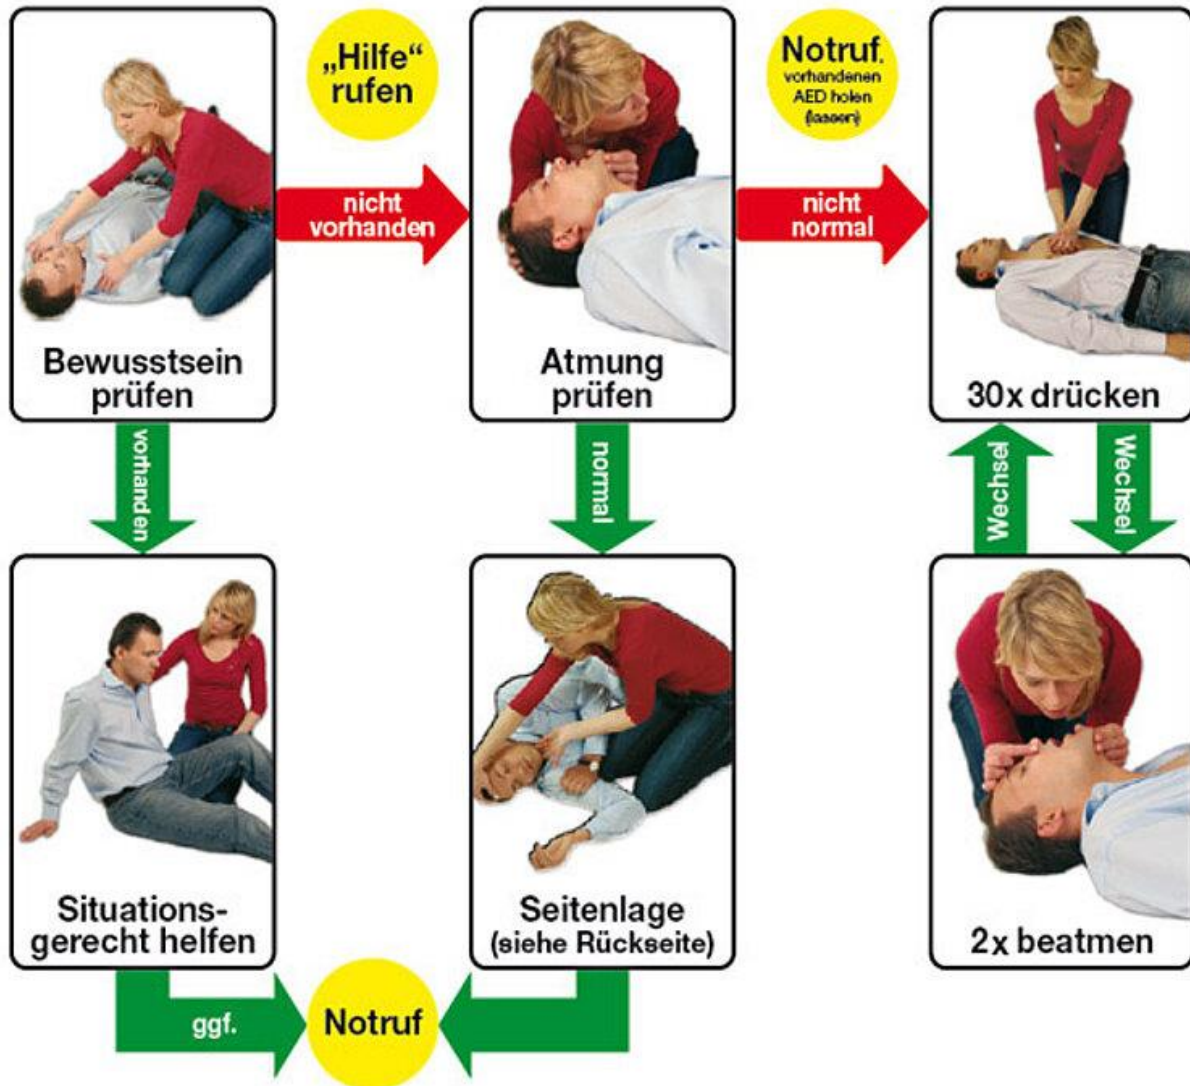 „Hilfe“
rufen
Notruf,
vorhandenen
AED holen
(lassen)
nicht
vorhanden
nicht
normal
Bewusstsein
prüfen
Atmung
prüfen
30x drücken
vorhanden
normal
Wechsel
Wechsel
Situations-
gerecht helfen
Seitenlage
(siehe Rückseite)
2x beatmen
ggf.
Notruf